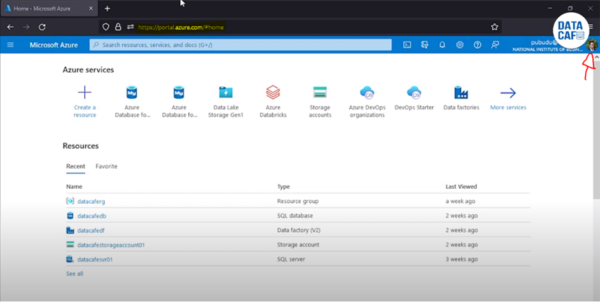 Home - Microsoft Azure
https://portal.azure.com/#home
DATA
CAFE
Microsoft Azure
Search resources, services, and docs (G+/)
NATIONAL INSTITUTE OF
Azure services
Create a resource
Azure Database fo...
Azure Database fo...
Data Lake Storage Gen1
Azure Databricks
Storage accounts
Azure DevOps organizations
DevOps Starter
Data factories
More services
Resources
Recent Favorite
Name Type Last Viewed
datacaferg Resource group a week ago
datacafedb SQL database 2 weeks ago
datacafedf Data factory (V2) 2 weeks ago
datacafestorageaccount01 Storage account 2 weeks ago
datacafesvr01 SQL server 3 weeks ago
See all